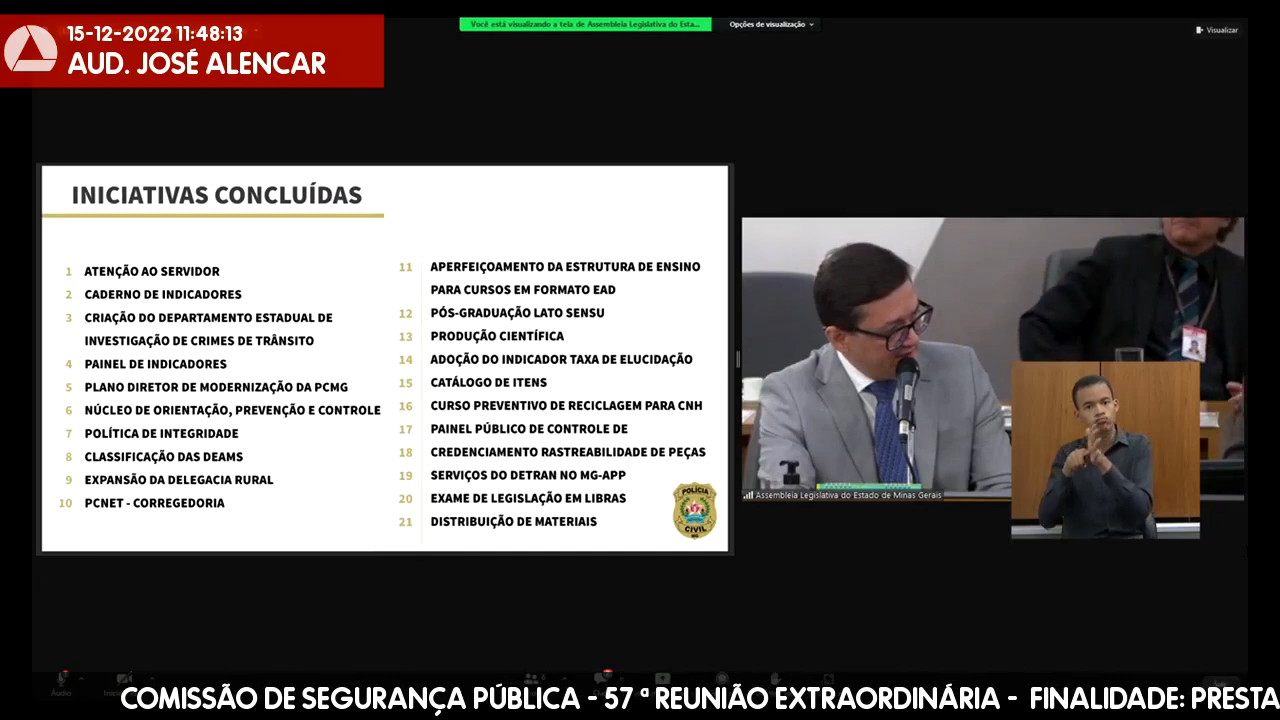 15-12-2022 11:48:13
AUD. JOSÉ ALENCAR
Você está visualizando a tela de Assembleia Legislativa do Esta...
Opções de visualização
Visualizar
INICIATIVAS CONCLUÍDAS
1 ATENÇÃO AO SERVIDOR
2 CADERNO DE INDICADORES
3 CRIAÇÃO DO DEPARTAMENTO ESTADUAL DE
INVESTIGAÇÃO DE CRIMES DE TRÂNSITO
4 PAINEL DE INDICADORES
5 PLANO DIRETOR DE MODERNIZAÇÃO DA PCMG
6 NÚCLEO DE ORIENTAÇÃO, PREVENÇÃO E CONTROLE
7 POLÍTICA DE INTEGRIDADE
8 CLASSIFICAÇÃO DAS DEAMS
9 EXPANSÃO DA DELEGACIA RURAL
10 PCNET - CORREGEDORIA
11 APERFEIÇOAMENTO DA ESTRUTURA DE ENSINO
PARA CURSOS EM FORMATO EAD
12 PÓS-GRADUAÇÃO LATO SENSU
13 PRODUÇÃO CIENTÍFICA
14 ADOÇÃO DO INDICADOR TAXA DE ELUCIDAÇÃO
15 CATÁLOGO DE ITENS
16 CURSO PREVENTIVO DE RECICLAGEM PARA CNH
17 PAINEL PÚBLICO DE CONTROLE DE
18 CREDENCIAMENTO RASTREABILIDADE DE PEÇAS
19 SERVIÇOS DO DETRAN NO MG-APP
20 EXAME DE LEGISLAÇÃO EM LIBRAS
21 DISTRIBUIÇÃO DE MATERIAIS
POLÍCIA
CIVIL
MG
Assembleia Legislativa do Estado de Minas Gerais
Áudio
COMISSÃO DE SEGURANÇA PÚBLICA - 57 ª REUNIÃO EXTRAORDINÁRIA - FINALIDADE: PRESTA